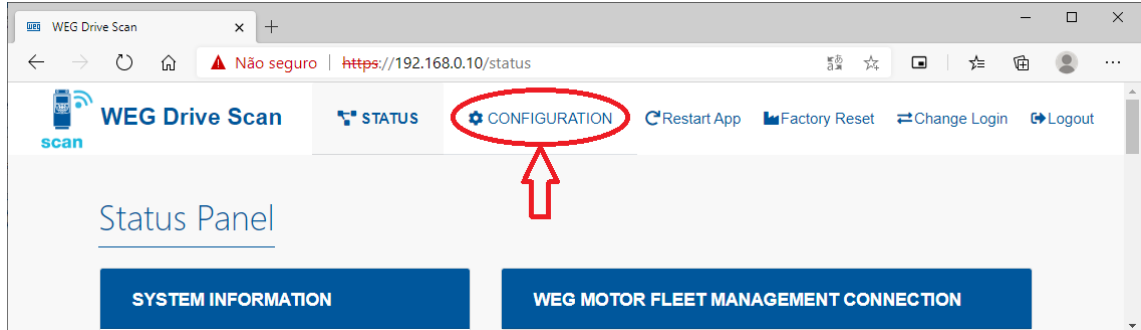 WEG Drive Scan
Não seguro https://192.168.0.10/status
scan
WEG Drive Scan STATUS CONFIGURATION Restart App Factory Reset Change Login Logout
Status Panel
SYSTEM INFORMATION WEG MOTOR FLEET MANAGEMENT CONNECTION